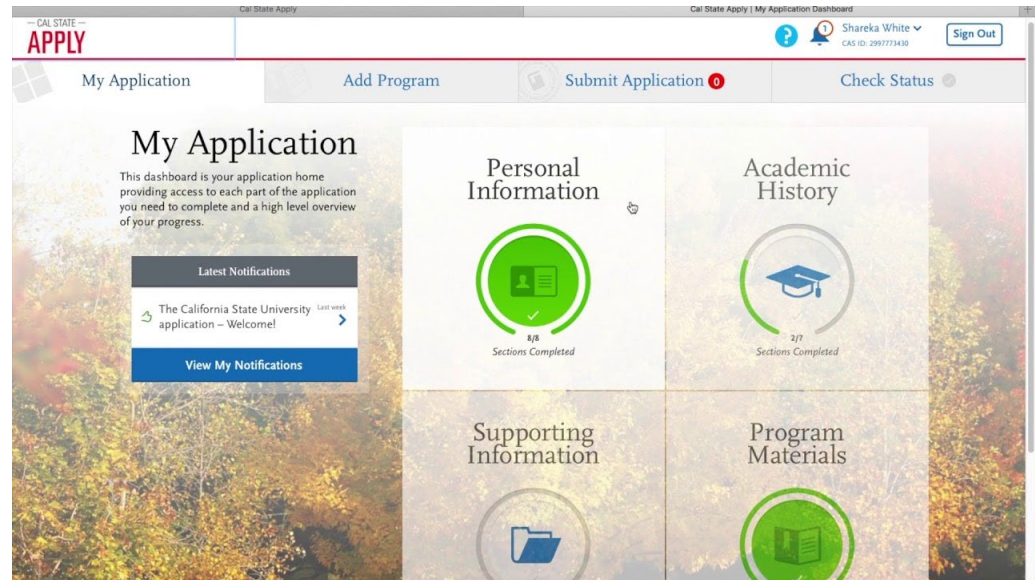 Cal State Apply
Cal State Apply | My Application Dashboard
CAL STATE
APPLY
?
1
Shareka White
CAS ID: 2997773430
Sign Out
My Application
Add Program
Submit Application 0
Check Status
My Application
This dashboard is your application home
providing access to each part of the application
you need to complete and a high level overview
of your progress.
Latest Notifications
The California State University
application – Welcome!
Last week
View My Notifications
Personal
Information
8/8
Sections Completed
Academic
History
2/7
Sections Completed
Supporting
Information
Program
Materials